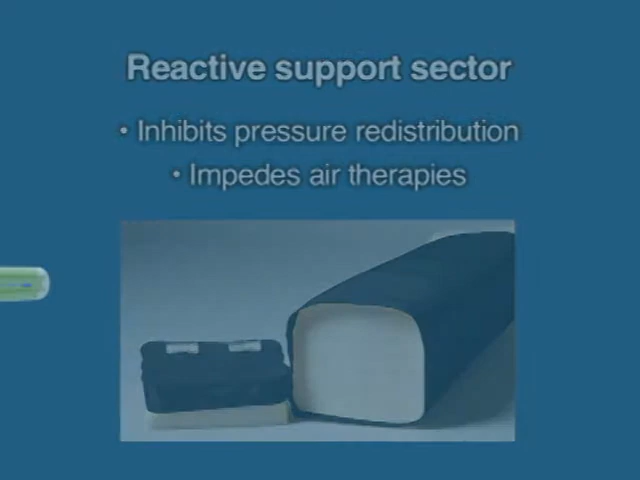 Reactive support sector
• Inhibits pressure redistribution
• Impedes air therapies